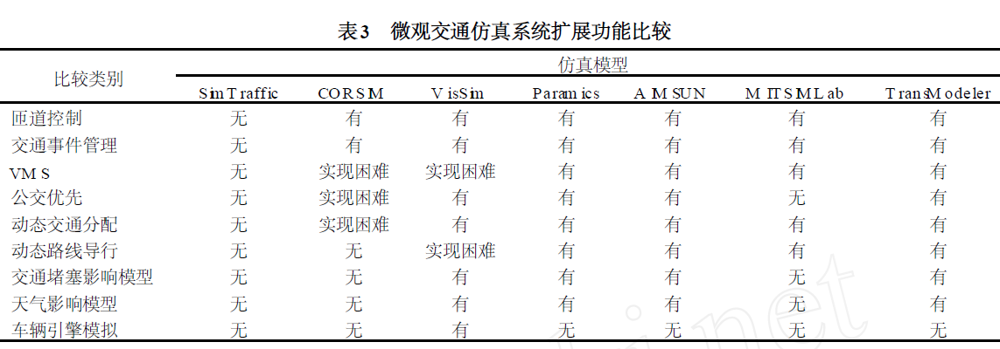 表3 微观交通仿真系统扩展功能比较
比较类别 仿真模型
SimTraffic CORSIM VisSim Paramics AIMSUN MITSIMLab TransModeler
匝道控制 无 有 有 有 有 有 有
交通事件管理 无 有 有 有 有 有 有
VMS 无 实现困难 实现困难 有 有 有 有
公交优先 无 实现困难 有 有 有 无 有
动态交通分配 无 实现困难 有 有 有 有 有
动态路线导行 无 无 实现困难 有 有 有 有
交通堵塞影响模型 无 无 有 有 有 无 有
天气影响模型 无 无 有 有 有 无 有
车辆引擎模拟 无 无 有 无 无 无 无